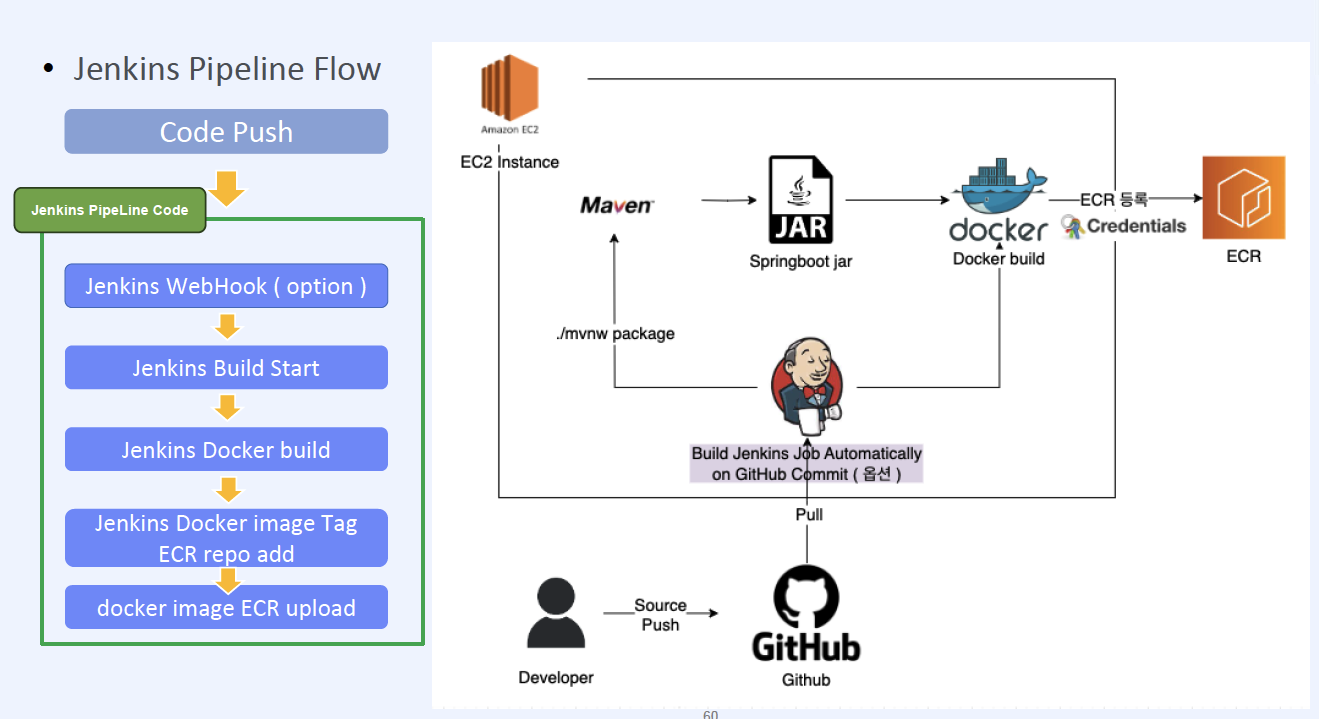 • Jenkins Pipeline Flow
Code Push
Jenkins PipeLine Code
Jenkins WebHook ( option )
Jenkins Build Start
Jenkins Docker build
Jenkins Docker image Tag
ECR repo add
docker image ECR upload
Amazon EC2
EC2 Instance
Maven
JAR
Springboot jar
docker
Docker build
ECR 등록
Credentials
ECR
./mvnw package
Build Jenkins Job Automatically
on GitHub Commit ( 옵션 )
Pull
Source
Push
Developer
GitHub
Github
60